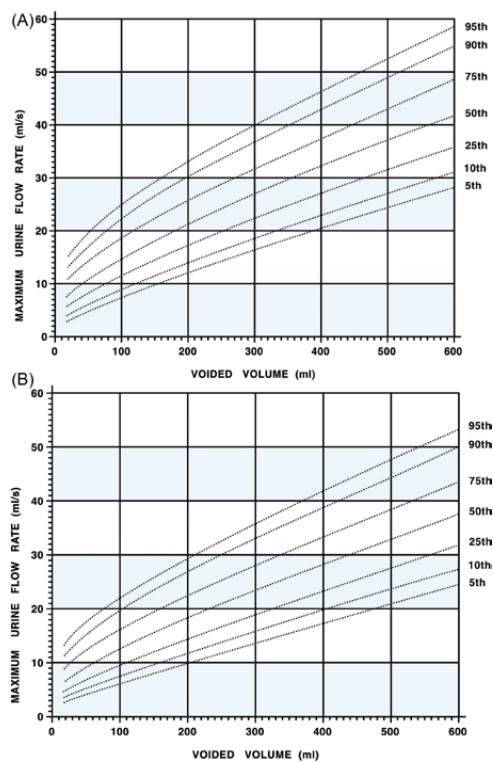 (A)
MAXIMUM URINE FLOW RATE (ml/s)
60
50
40
30
20
10
0
95th
90th
75th
50th
25th
10th
5th
0 100 200 300 400 500 600
VOIDED VOLUME (ml)
(B)
MAXIMUM URINE FLOW RATE (ml/s)
60
50
40
30
20
10
0
95th
90th
75th
50th
25th
10th
5th
0 100 200 300 400 500 600
VOIDED VOLUME (ml)